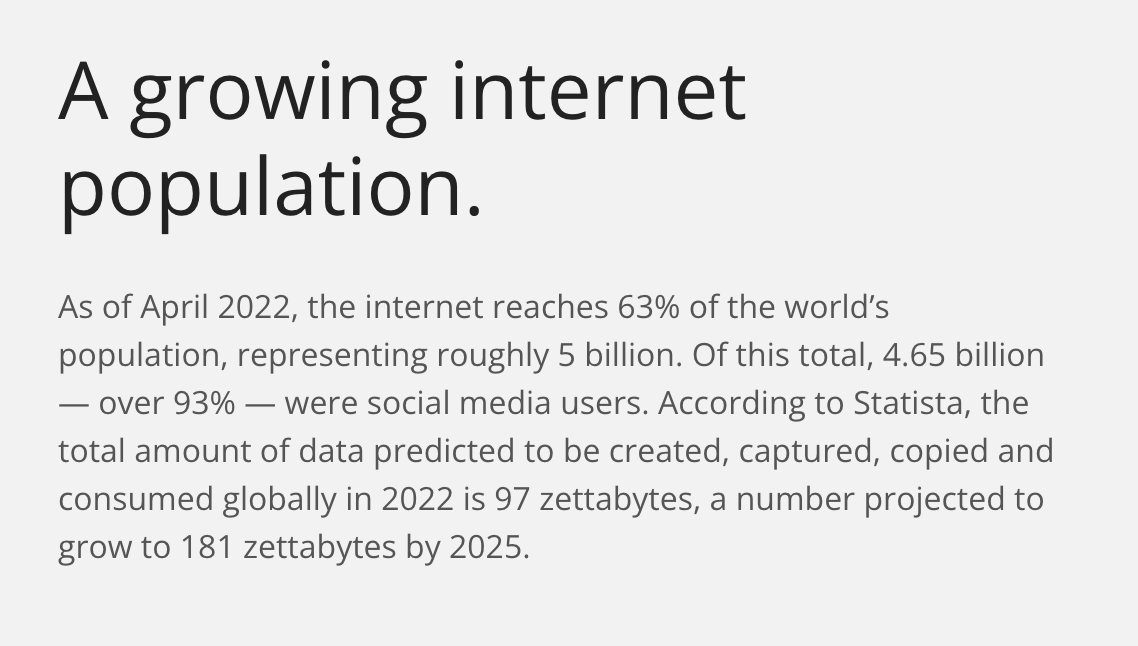 A growing internet
population.
As of April 2022, the internet reaches 63% of the world’s
population, representing roughly 5 billion. Of this total, 4.65 billion
— over 93% — were social media users. According to Statista, the
total amount of data predicted to be created, captured, copied and
consumed globally in 2022 is 97 zettabytes, a number projected to
grow to 181 zettabytes by 2025.